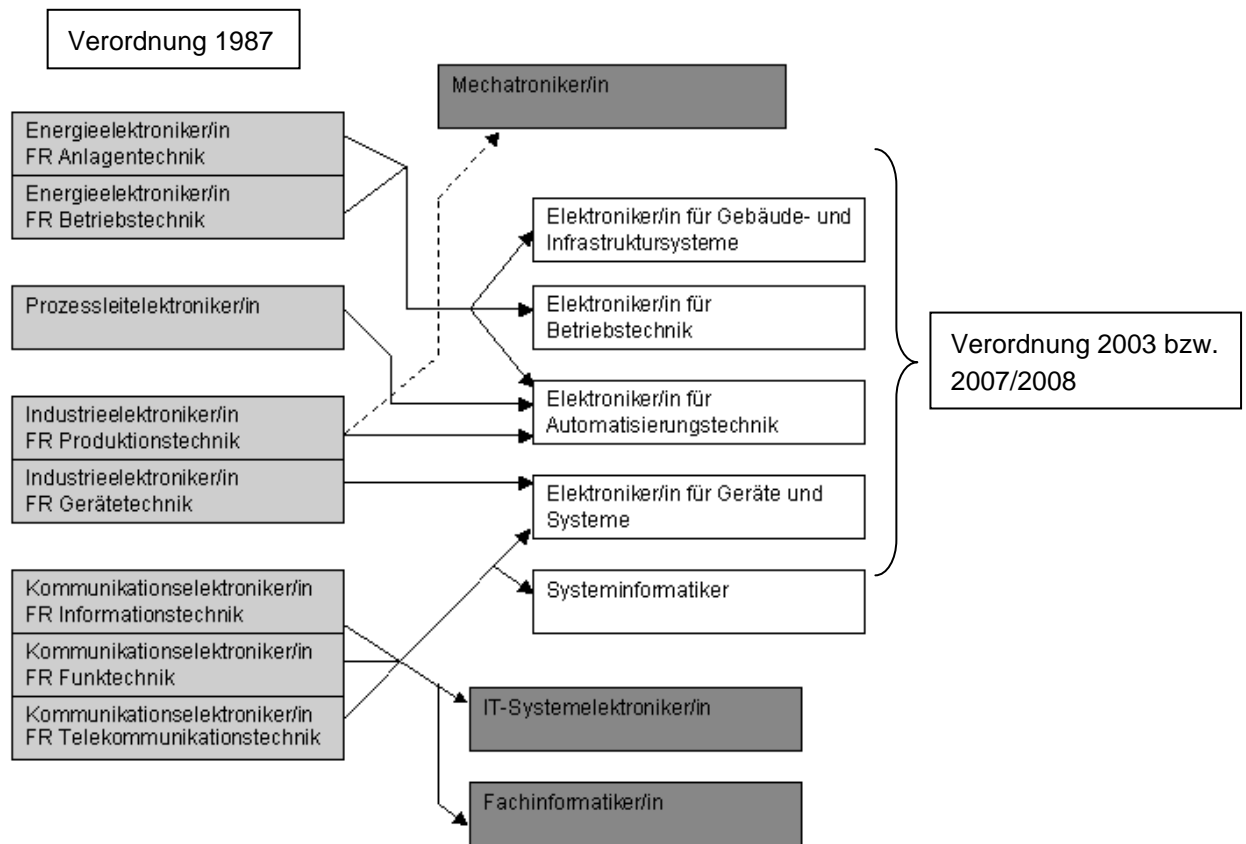 Verordnung 1987
Energieelektroniker/in
FR Anlagentechnik
Energieelektroniker/in
FR Betriebstechnik
Prozessleitelektroniker/in
Industrieelektroniker/in
FR Produktionstechnik
Industrieelektroniker/in
FR Gerätetechnik
Kommunikationselektroniker/in
FR Informationstechnik
Kommunikationselektroniker/in
FR Funktechnik
Kommunikationselektroniker/in
FR Telekommunikationstechnik
Mechatroniker/in
Elektroniker/in für Gebäude- und
Infrastruktursysteme
Elektroniker/in für
Betriebstechnik
Elektroniker/in für
Automatisierungstechnik
Elektroniker/in für Geräte und
Systeme
Systeminformatiker
IT-Systemelektroniker/in
Fachinformatiker/in
Verordnung 2003 bzw.
2007/2008